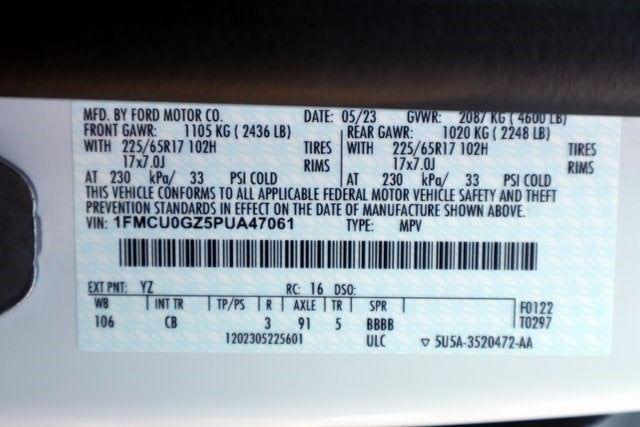 MFD. BY FORD MOTOR CO. DATE: 05/23 GVWR: 2087 KG ( 4600 LB)
FRONT GAWR: 1105 KG ( 2436 LB) REAR GAWR: 1020 KG ( 2248 LB)
WITH 225/65R17 102H TIRES WITH 225/65R17 102H TIRES
17x7.0J RIMS 17x7.0J RIMS
AT 230 kPa/ 33 PSI COLD AT 230 kPa/ 33 PSI COLD
THIS VEHICLE CONFORMS TO ALL APPLICABLE FEDERAL MOTOR VEHICLE SAFETY AND THEFT
PREVENTION STANDARDS IN EFFECT ON THE DATE OF MANUFACTURE SHOWN ABOVE.
VIN: 1FMCU0GZ5PUA47061 TYPE: MPV
EXT PNT: YZ RC: 16 DSO:
WB INT TR TP/PS R AXLE TR SPR F0122
106 CB 3 91 5 BBBB T0297
1202305225601 ULC ▽ 5U5A-3520472-AA